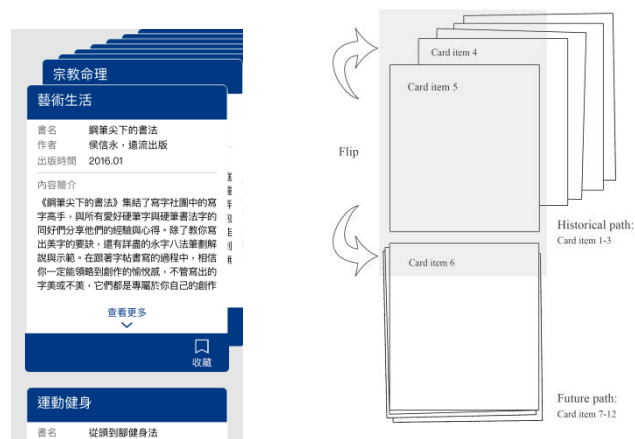 宗教命理
藝術生活
書名 鋼筆尖下的書法
作者 侯信永，遠流出版
出版時間 2016.01
內容簡介
《鋼筆尖下的書法》集結了寫字社團中的寫
字高手，與所有愛好硬筆字與硬筆書法字的
同好們分享他們的經驗與心得。除了教你寫
出美字的要訣，還有詳盡的永字八法筆劃解
說與示範。在跟著字帖書寫的過程中，相信
你一定能領略到創作的愉悅感，不管寫出的
字美或不美，它們都是專屬於你自己的創作
查看更多
收藏
運動健身
書名 從頭到腳健身法
Card item 4
Card item 5
Flip
Historical path:
Card item 1-3
Card item 6
Future path:
Card item 7-12